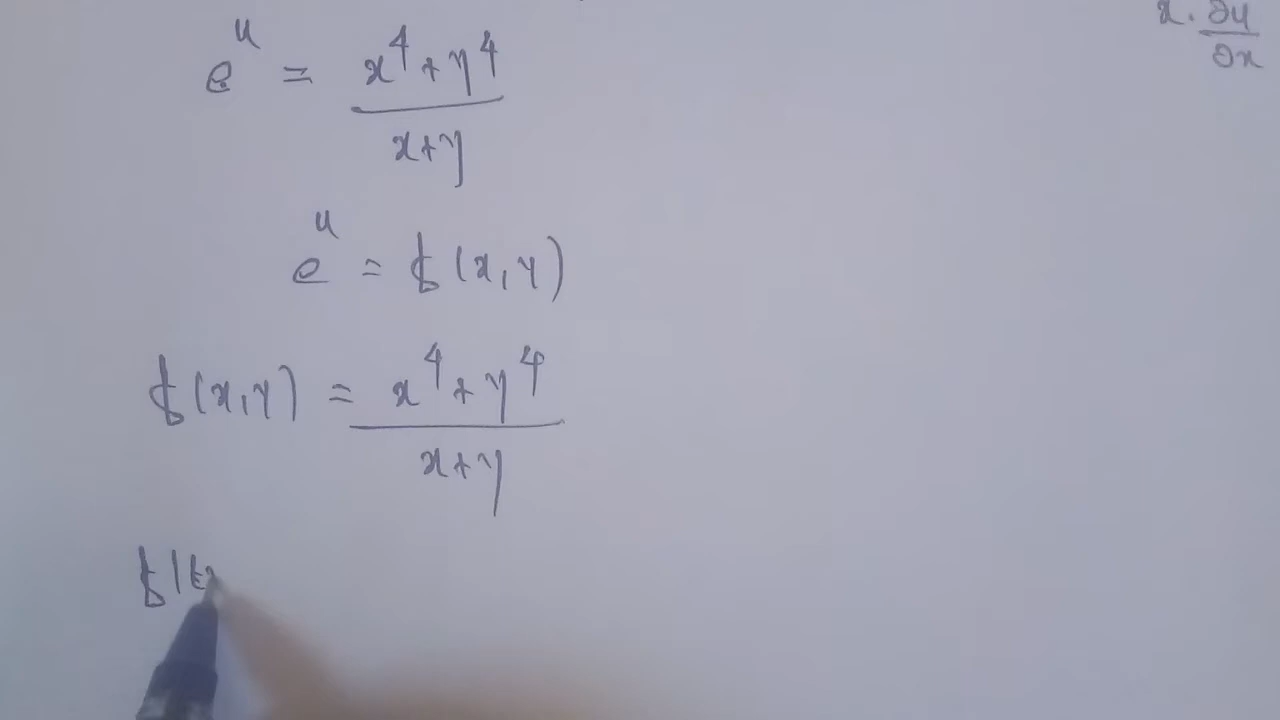 e^u = (x^4 + y^4)/(x+y)
x · ∂u/∂x
e^u = f(x,y)
f(x,y) = (x^4 + y^4)/(x+y)
f(t